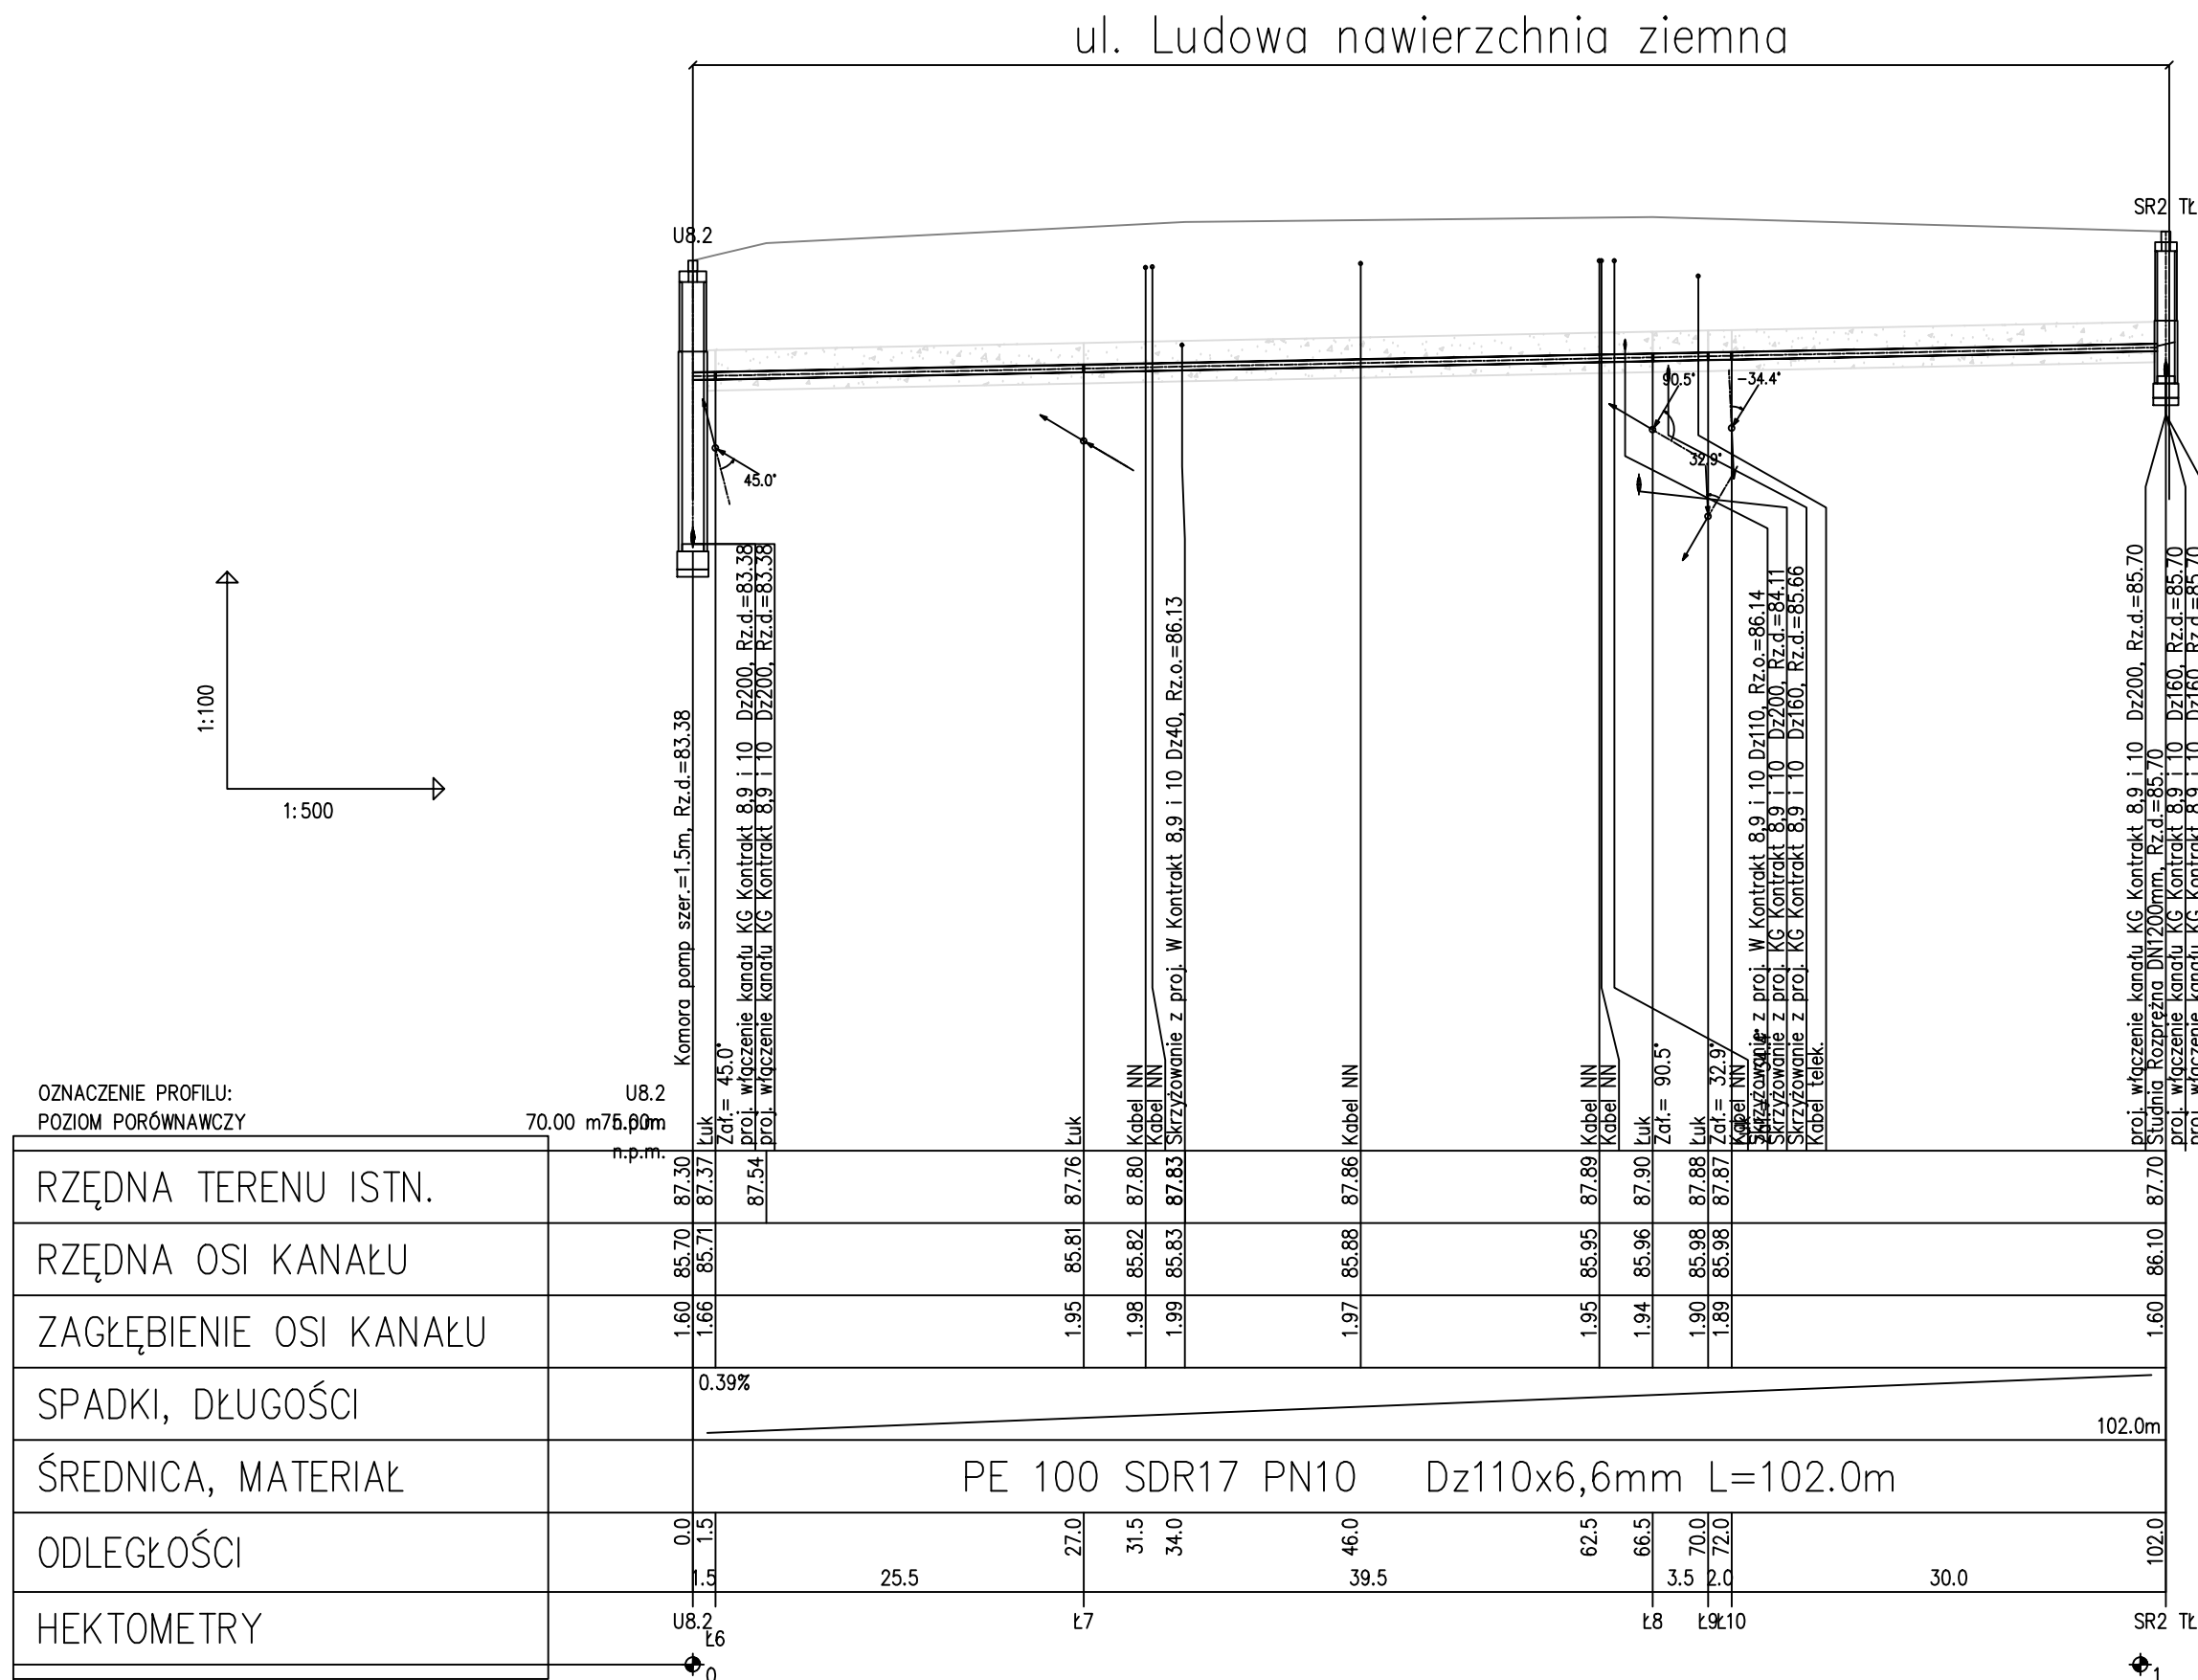 ul. Ludowa nawierzchnia ziemna
SR2 TŁ
U8.2
90.5°
-34.4°
32.9°
45.0°
1:100
1:500
Komora pomp szer.=1.5m, Rz.d.=83.38
Łuk
Zał.= 45.0°
proj. włączenie kanału KG Kontrakt 8,9 i 10 Dz200, Rz.d.=83.38
proj. włączenie kanału KG Kontrakt 8,9 i 10 Dz200, Rz.d.=83.38
Łuk
Kabel NN
Kabel NN
Skrzyżowanie z proj. W Kontrakt 8,9 i 10 Dz40, Rz.o.=86.13
Kabel NN
Kabel NN
Kabel NN
Łuk
Zał.= 90.5°
Łuk
Zał.= 32.9°
Kabel NN
Skrzyżowanie z proj. W Kontrakt 8,9 i 10 Dz110, Rz.o.=86.14
Skrzyżowanie z proj. KG Kontrakt 8,9 i 10 Dz200, Rz.d.=84.11
Skrzyżowanie z proj. KG Kontrakt 8,9 i 10 Dz160, Rz.d.=85.66
Kabel telek.
proj. włączenie kanału KG Kontrakt 8,9 i 10 Dz200, Rz.d.=85.70
Studnia Rozprężna DN1200mm, Rz.d.=85.70
proj. włączenie kanału KG Kontrakt 8,9 i 10 Dz160, Rz.d.=85.70
proj. włączenie kanału KG Kontrakt 8,9 i 10 Dz160, Rz.d.=85.70
OZNACZENIE PROFILU: U8.2
POZIOM PORÓWNAWCZY 70.00 m 75.00m
n.p.m.
RZĘDNA TERENU ISTN. 87.30 87.37 87.54 87.76 87.80 87.83 87.86 87.89 87.90 87.88 87.87 87.70
RZĘDNA OSI KANAŁU 85.70 85.71 85.81 85.82 85.83 85.88 85.95 85.96 85.98 85.98 86.10
ZAGŁĘBIENIE OSI KANAŁU 1.60 1.66 1.95 1.98 1.99 1.97 1.95 1.94 1.90 1.89 1.60
SPADKI, DŁUGOŚCI 0.39% 102.0m
ŚREDNICA, MATERIAŁ PE 100 SDR17 PN10 Dz110x6,6mm L=102.0m
ODLEGŁOŚCI 0.0 1.5 27.0 31.5 34.0 46.0 62.5 66.5 70.0 72.0 102.0
1.5 25.5 39.5 3.5 2.0 30.0
HEKTOMETRY U8.2 Ł6 Ł7 Ł8 Ł9 Ł10 SR2 TŁ
0 1